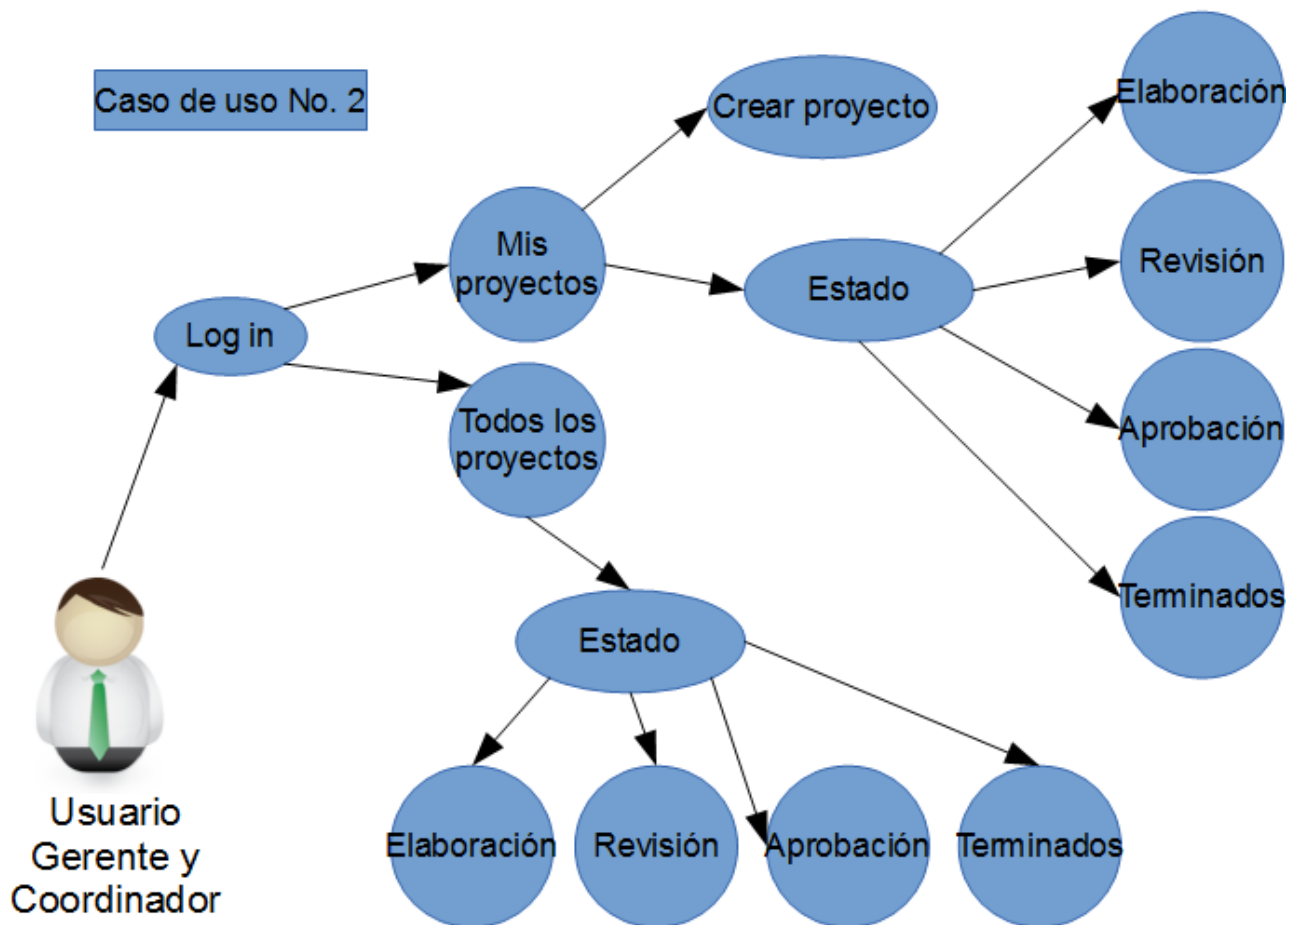 Caso de uso No. 2
Crear proyecto
Elaboración
Mis
proyectos
Estado
Revisión
Log in
Todos los
proyectos
Aprobación
Terminados
Estado
Elaboración
Revisión
Aprobación
Terminados
Usuario
Gerente y
Coordinador